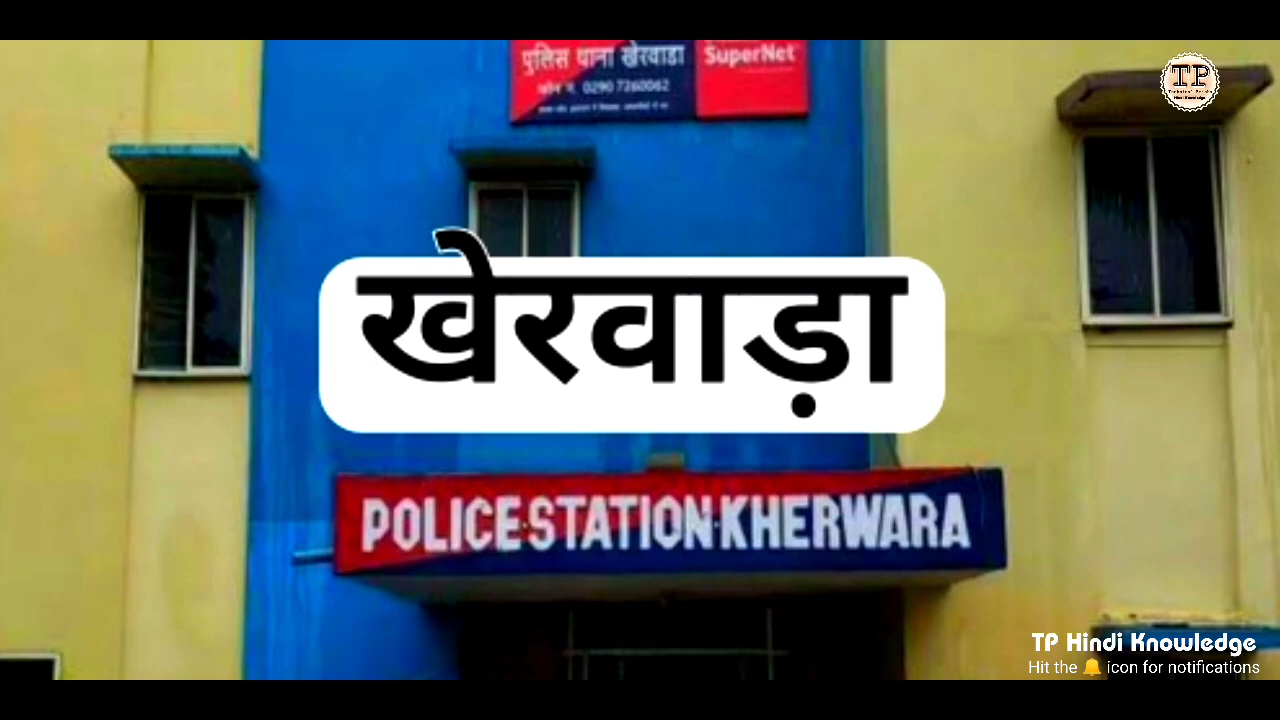 पुलिस थाना खेरवाडा
SuperNet
फोन न. 0290 7260062
TP
खेरवाड़ा
POLICE STATION KHERWARA
TP Hindi Knowledge
Hit the 🔔 icon for notifications